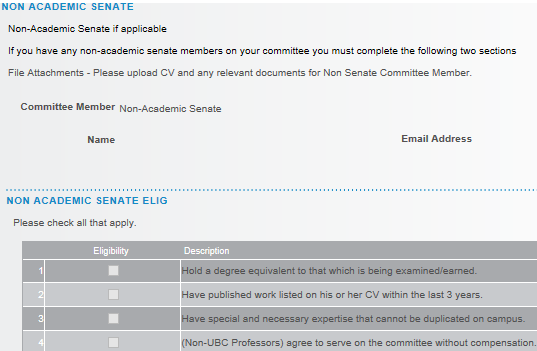 NON ACADEMIC SENATE
Non-Academic Senate if applicable
If you have any non-academic senate members on your committee you must complete the following two sections
File Attachments - Please upload CV and any relevant documents for Non Senate Committee Member.
Committee Member Non-Academic Senate
Name Email Address
NON ACADEMIC SENATE ELIG
Please check all that apply.
Eligibility Description
1 Hold a degree equivalent to that which is being examined/earned.
2 Have published work listed on his or her CV within the last 3 years.
3 Have special and necessary expertise that cannot be duplicated on campus.
4 (Non-UBC Professors) agree to serve on the committee without compensation.